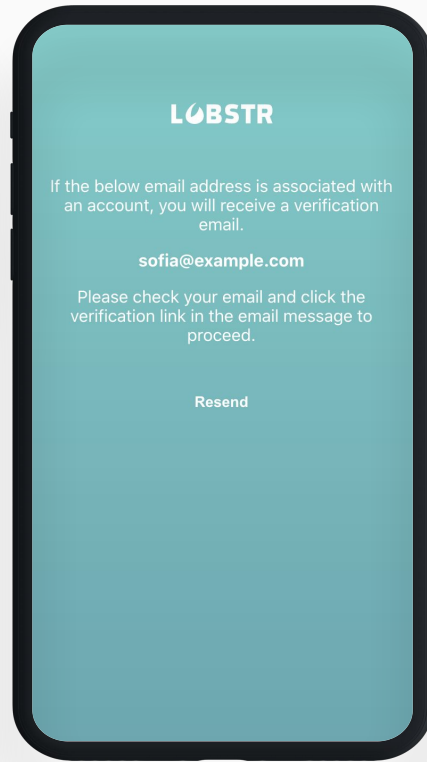 LOBSTR
If the below email address is associated with
an account, you will receive a verification
email.
sofia@example.com
Please check your email and click the
verification link in the email message to
proceed.
Resend